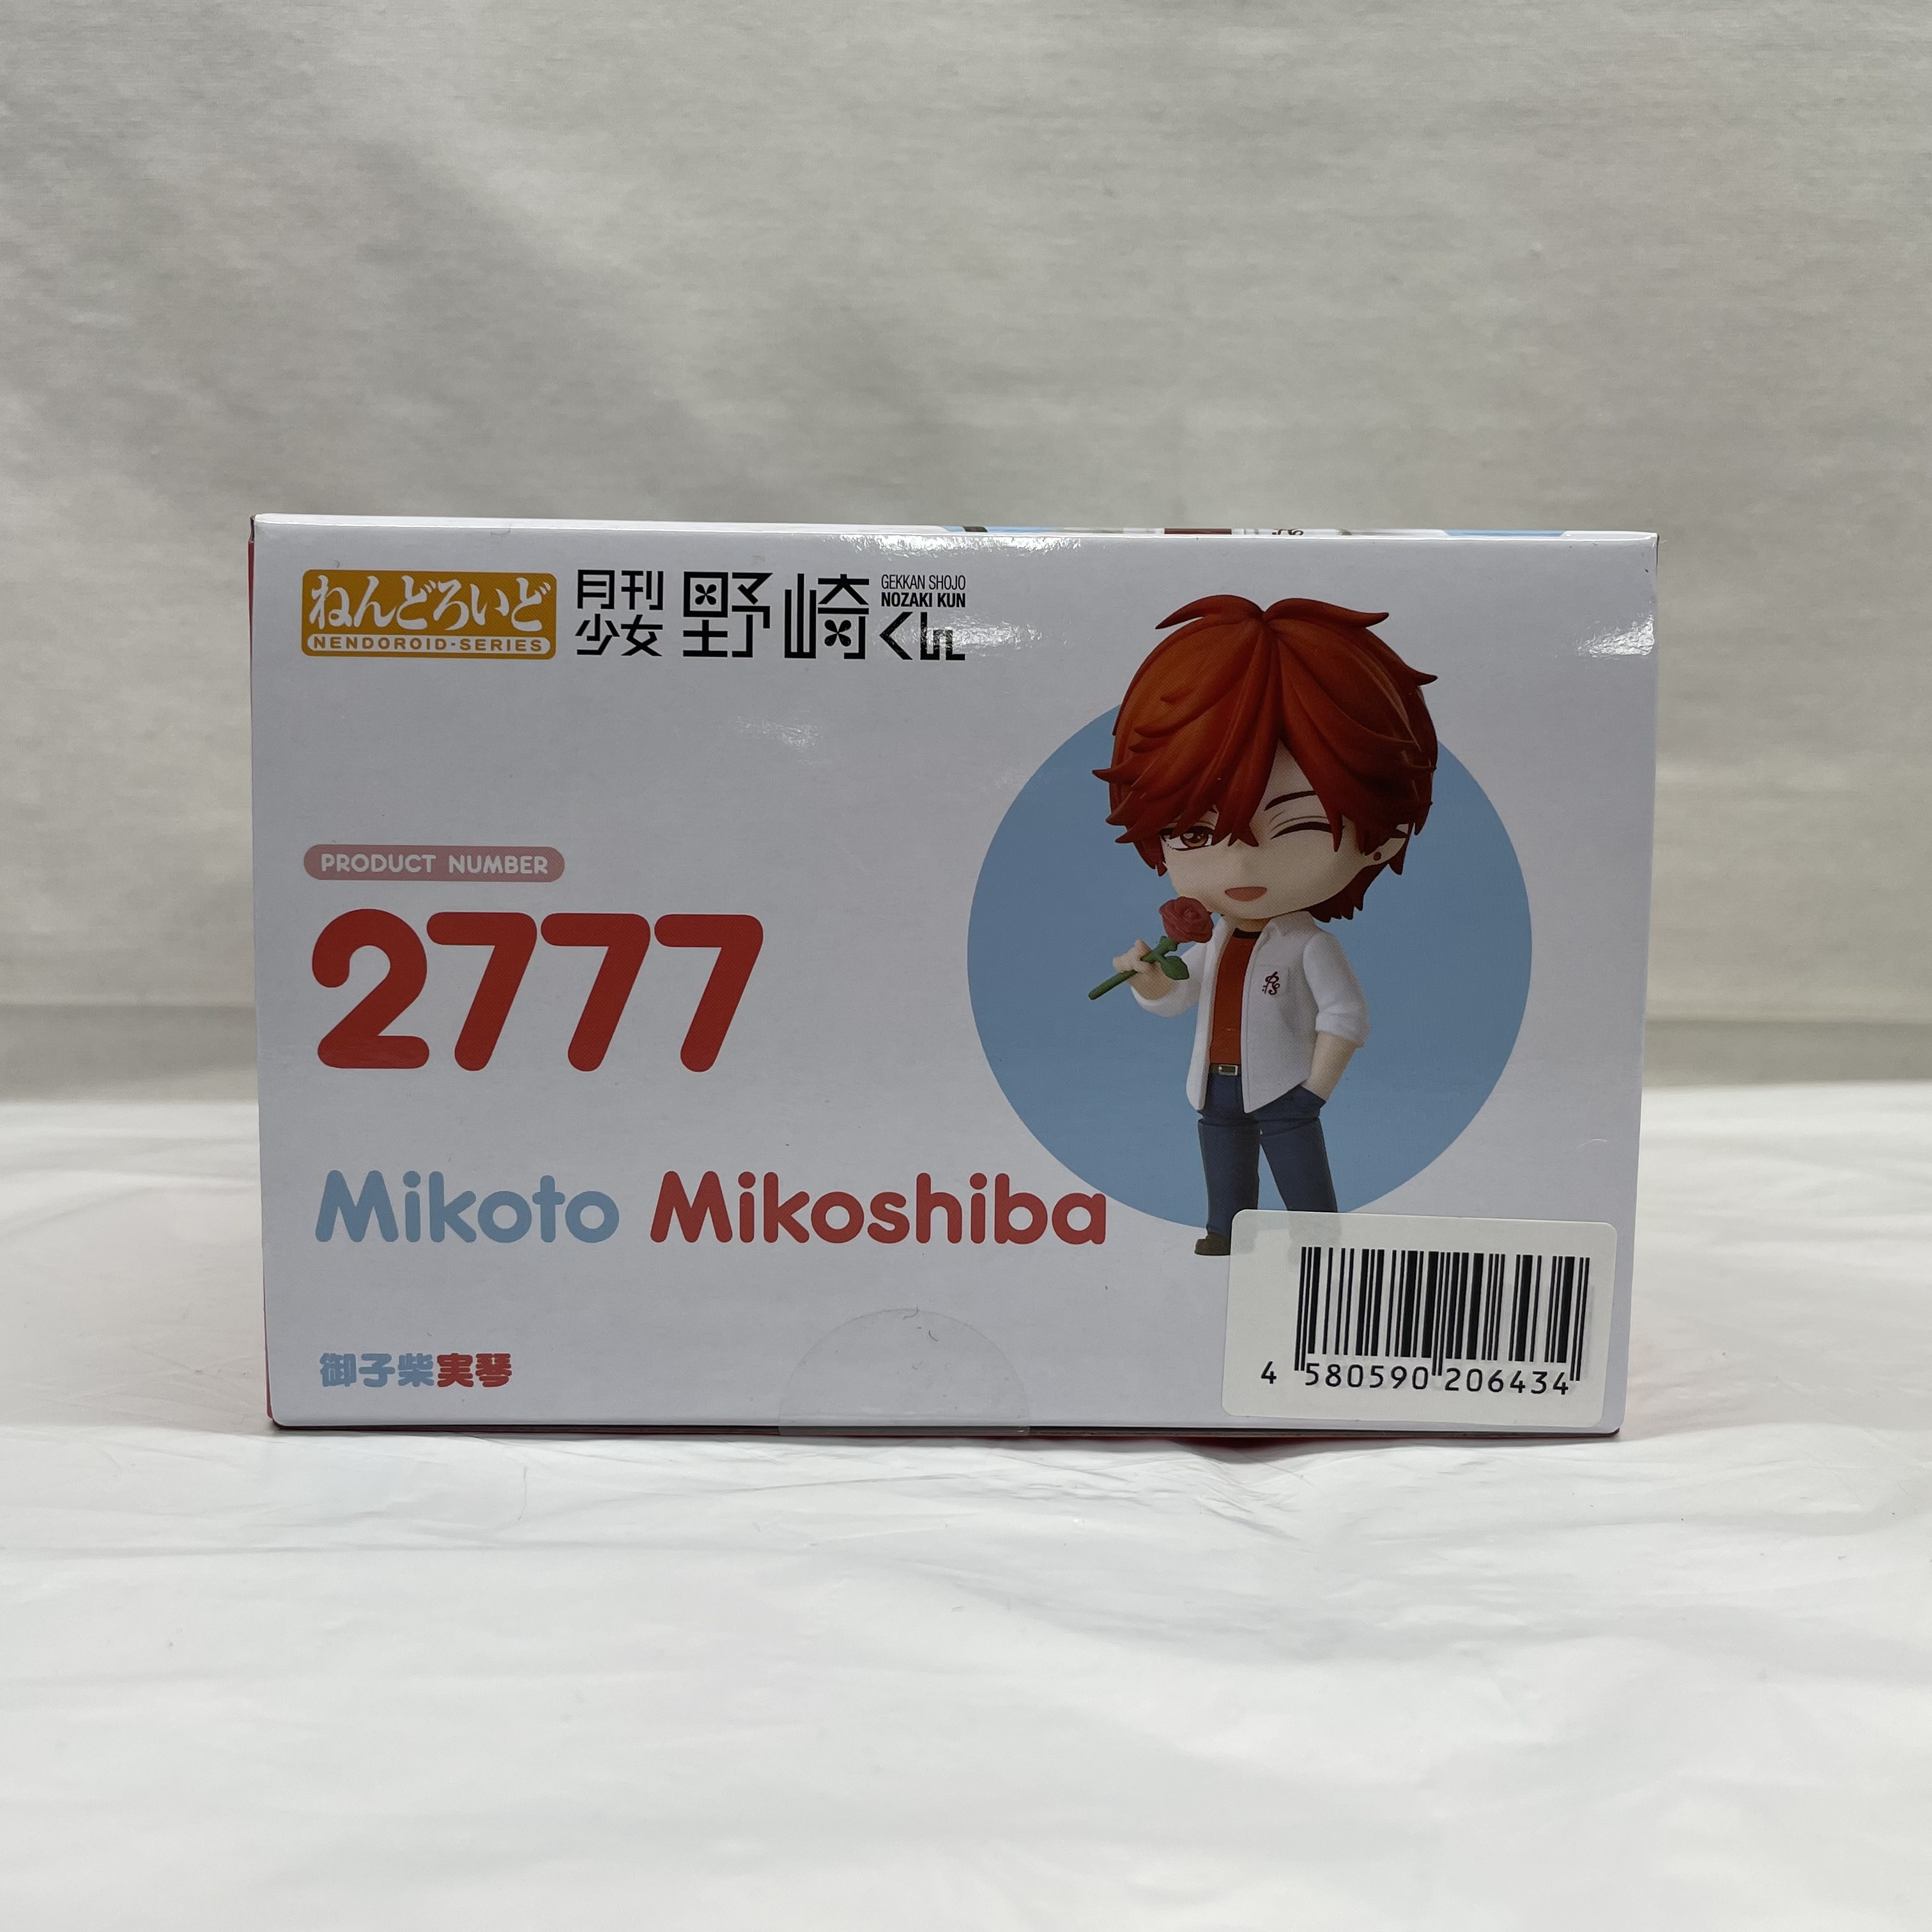 ねんどろいど
NENDOROID-SERIES
月刊少女野崎くん
GEKKAN SHOJO
NOZAKI KUN
PRODUCT NUMBER
2777
Mikoto Mikoshiba
御子柴実琴
4 580590 206434